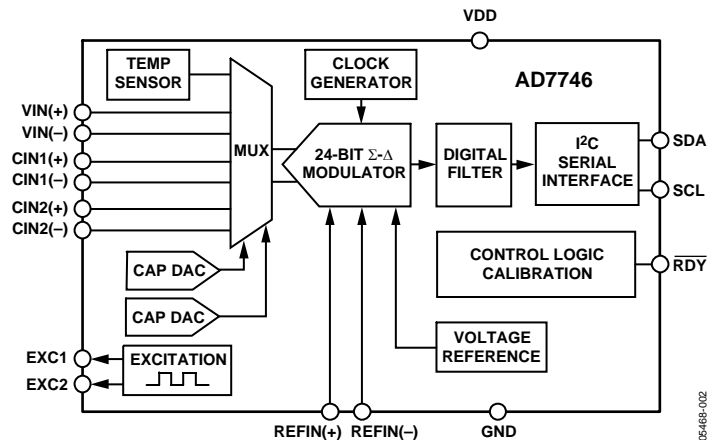 VDD
TEMP
SENSOR
CLOCK
GENERATOR
AD7746
VIN(+)
VIN(–)
CIN1(+)
CIN1(–)
CIN2(+)
CIN2(–)
MUX
24-BIT Σ-Δ
MODULATOR
DIGITAL
FILTER
I²C
SERIAL
INTERFACE
SDA
SCL
CAP DAC
CAP DAC
CONTROL LOGIC
CALIBRATION
RDY
EXC1
EXC2
EXCITATION
VOLTAGE
REFERENCE
REFIN(+)
REFIN(–)
GND
05468-002